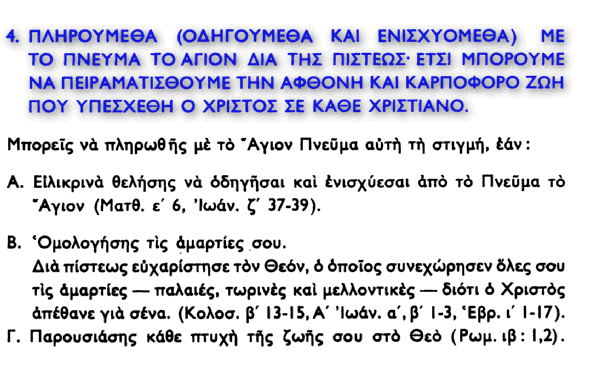 4. ΠΛΗΡΟΥΜΕΘΑ (ΟΔΗΓΟΥΜΕΘΑ ΚΑΙ ΕΝΙΣΧΥΟΜΕΘΑ) ΜΕ
ΤΟ ΠΝΕΥΜΑ ΤΟ ΑΓΙΟΝ ΔΙΑ ΤΗΣ ΠΙΣΤΕΩΣ· ΕΤΣΙ ΜΠΟΡΟΥΜΕ
ΝΑ ΠΕΙΡΑΜΑΤΙΣΘΟΥΜΕ ΤΗΝ ΑΦΘΟΝΗ ΚΑΙ ΚΑΡΠΟΦΟΡΟ ΖΩΗ
ΠΟΥ ΥΠΕΣΧΕΘΗ Ο ΧΡΙΣΤΟΣ ΣΕ ΚΑΘΕ ΧΡΙΣΤΙΑΝΟ.
Μπορεῖς νὰ πληρωθῆς μὲ τὸ Ἅγιον Πνεῦμα αὐτὴ τὴ στιγμή, ἐάν :
Α. Εἰλικρινὰ θελήσης νὰ ὁδηγῆσαι καὶ ἐνισχύεσαι ἀπὸ τὸ Πνεῦμα τὸ
Ἅγιον (Ματθ. ε΄ 6, Ἰωάν. ζ΄ 37-39).
Β. Ὁμολογήσης τὶς ἁμαρτίες σου.
Διὰ πίστεως εὐχαρίστησε τὸν Θεόν, ὁ ὁποῖος συνεχώρησεν ὅλες σου
τὶς ἁμαρτίες — παλαιές, τωρινὲς καὶ μελλοντικὲς — διότι ὁ Χριστὸς
ἀπέθανε γιὰ σένα. (Κολοσ. β΄ 13-15, Α΄ Ἰωάν. α΄, β΄ 1-3, Ἑβρ. ι΄ 1-17).
Γ. Παρουσιάσης κάθε πτυχὴ τῆς ζωῆς σου στὸ Θεὸ (Ρωμ. ιβ : 1,2).